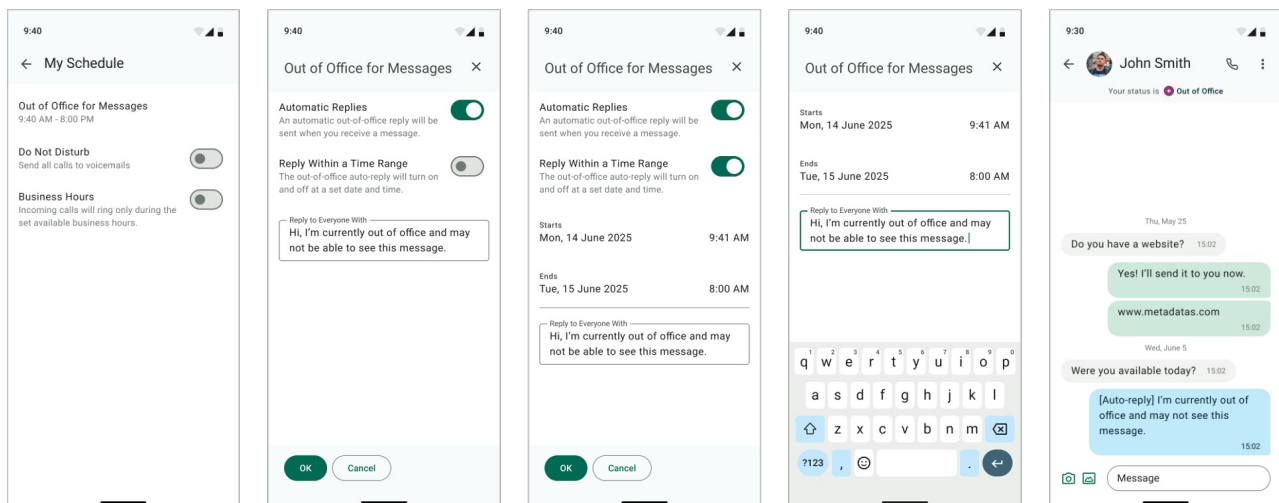 9:40
My Schedule
Out of Office for Messages
9:40 AM - 8:00 PM
Do Not Disturb
Send all calls to voicemails
Business Hours
Incoming calls will ring only during the
set available business hours.
9:40
Out of Office for Messages
Automatic Replies
An automatic out-of-office reply will be
sent when you receive a message.
Reply Within a Time Range
The out-of-office auto-reply will turn on
and off at a set date and time.
Reply to Everyone With
Hi, I'm currently out of office and may
not be able to see this message.
OK Cancel
9:40
Out of Office for Messages
Automatic Replies
An automatic out-of-office reply will be
sent when you receive a message.
Reply Within a Time Range
The out-of-office auto-reply will turn on
and off at a set date and time.
Starts
Mon, 14 June 2025 9:41 AM
Ends
Tue, 15 June 2025 8:00 AM
Reply to Everyone With
Hi, I'm currently out of office and may
not be able to see this message.
OK Cancel
9:40
Out of Office for Messages
Starts
Mon, 14 June 2025 9:41 AM
Ends
Tue, 15 June 2025 8:00 AM
Reply to Everyone With
Hi, I'm currently out of office and may
not be able to see this message.
q 1 w 2 e 3 r 4 t 5 y 6 u 7 i 8 o 9 p 0
a s d f g h j k l
z x c v b n m
?123 , .
9:30
John Smith
Your status is Out of Office
Thu, May 25
Do you have a website? 15:02
Yes! I'll send it to you now.
15:02
www.metadatas.com
15:02
Wed, June 5
Were you available today? 15:02
[Auto-reply] I'm currently out of
office and may not see this
message.
15:02
Message